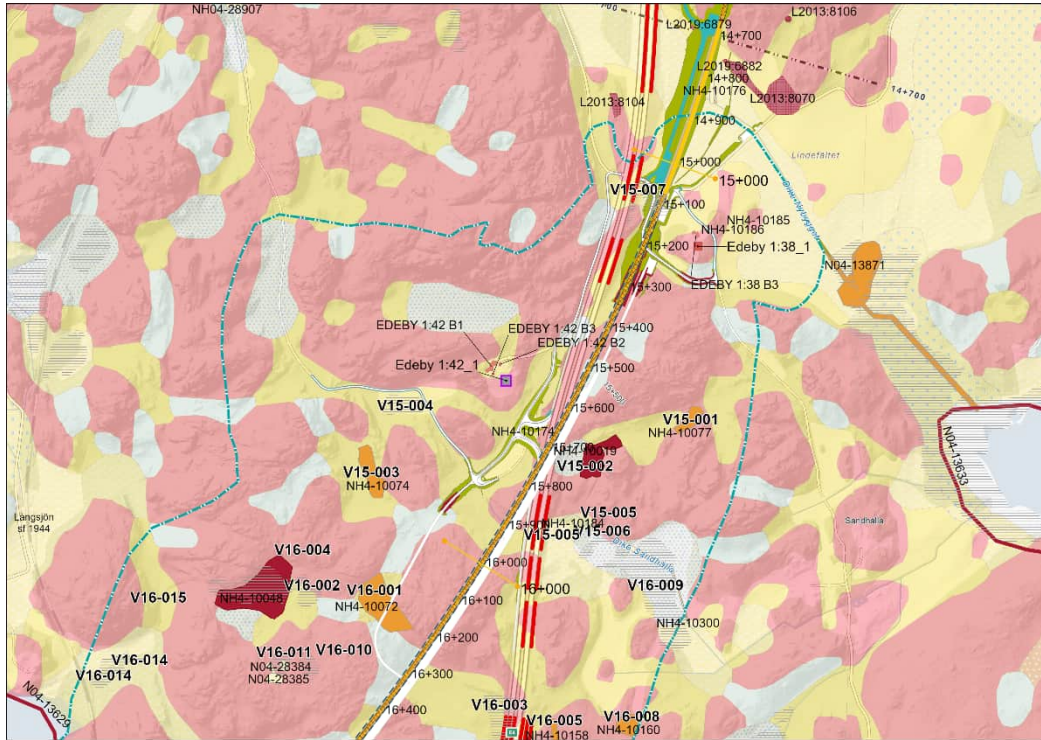 NH04-28907
14+700
L2019:6879
L2013:8106
14+700
L2019:6882
14+800
NH4-10176
L2013:8104
L2013:8070
14+700
14+900
Lindefältet
15+000
15+000
V15-007
15+100
NH4-10185
NH4-10186
15+200
Edeby 1:38_1
N04-13871
15+300
EDEBY 1:38 B3
EDEBY 1:42 B1
EDEBY 1:42 B3
15+400
EDEBY 1:42 B2
Edeby 1:42_1
15+500
15+500
V15-004
15+600
V15-001
NH4-10174
NH4-10077
15+700
NH4-10019
V15-002
V15-003
NH4-10074
N04-13633
15+800
Långsjön
sf 1944
V15-005
Sandhalla
15+900
NH4-10184
V15-005
V15-006
Dike Sandhalla
V16-004
16+000
V16-002
V16-001
16+000
V16-009
V16-015
NH4-10048
NH4-10072
16+100
NH4-10300
16+200
V16-011
V16-010
V16-014
N04-28384
V16-014
N04-28385
16+300
N04-13629
V16-003
16+400
V16-005
V16-008
NH4-10158
NH4-10160